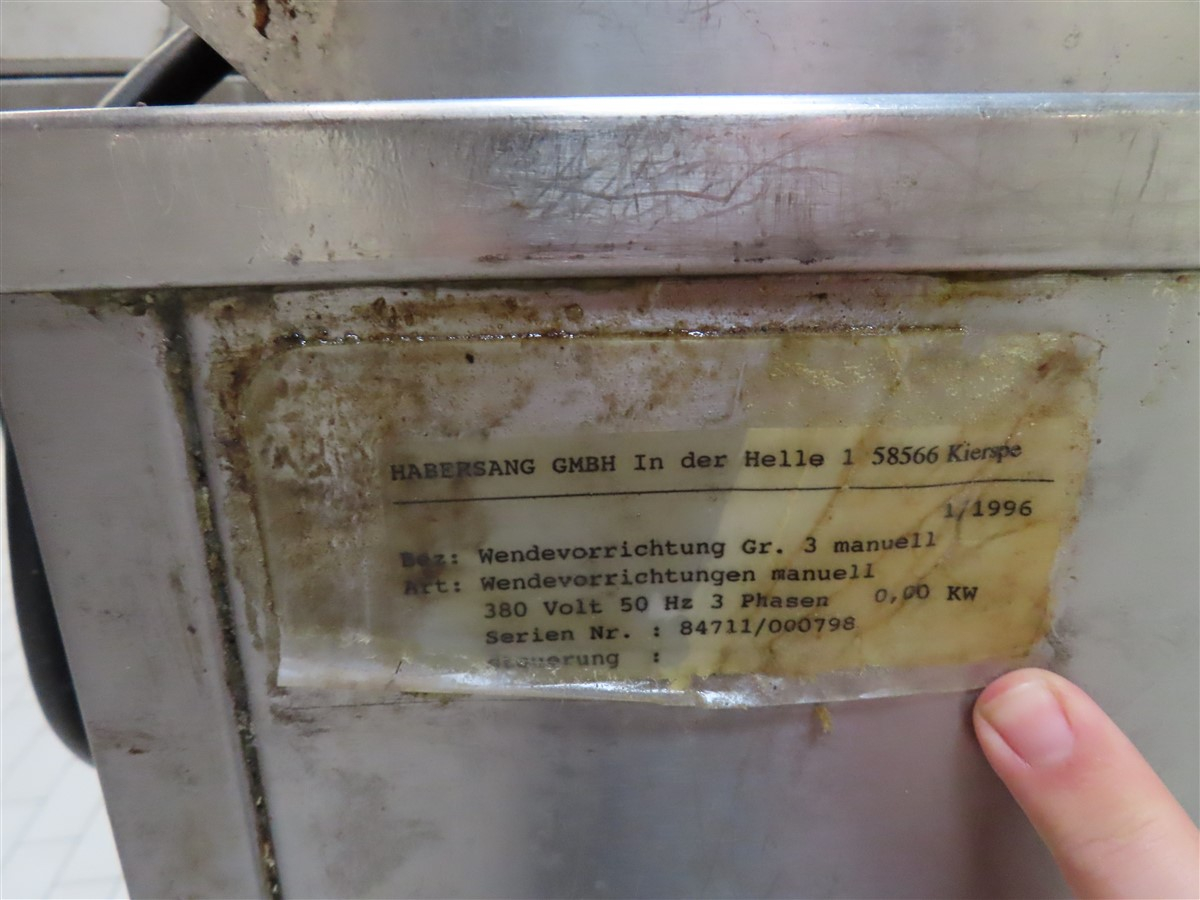 HABERSANG GMBH In der Helle 1 58566 Kierspe
1/1996
Bez: Wendevorrichtung Gr. 3 manuell
Art: Wendevorrichtungen manuell
380 Volt 50 Hz 3 Phasen 0,00 KW
Serien Nr. : 84711/000798
Steuerung :